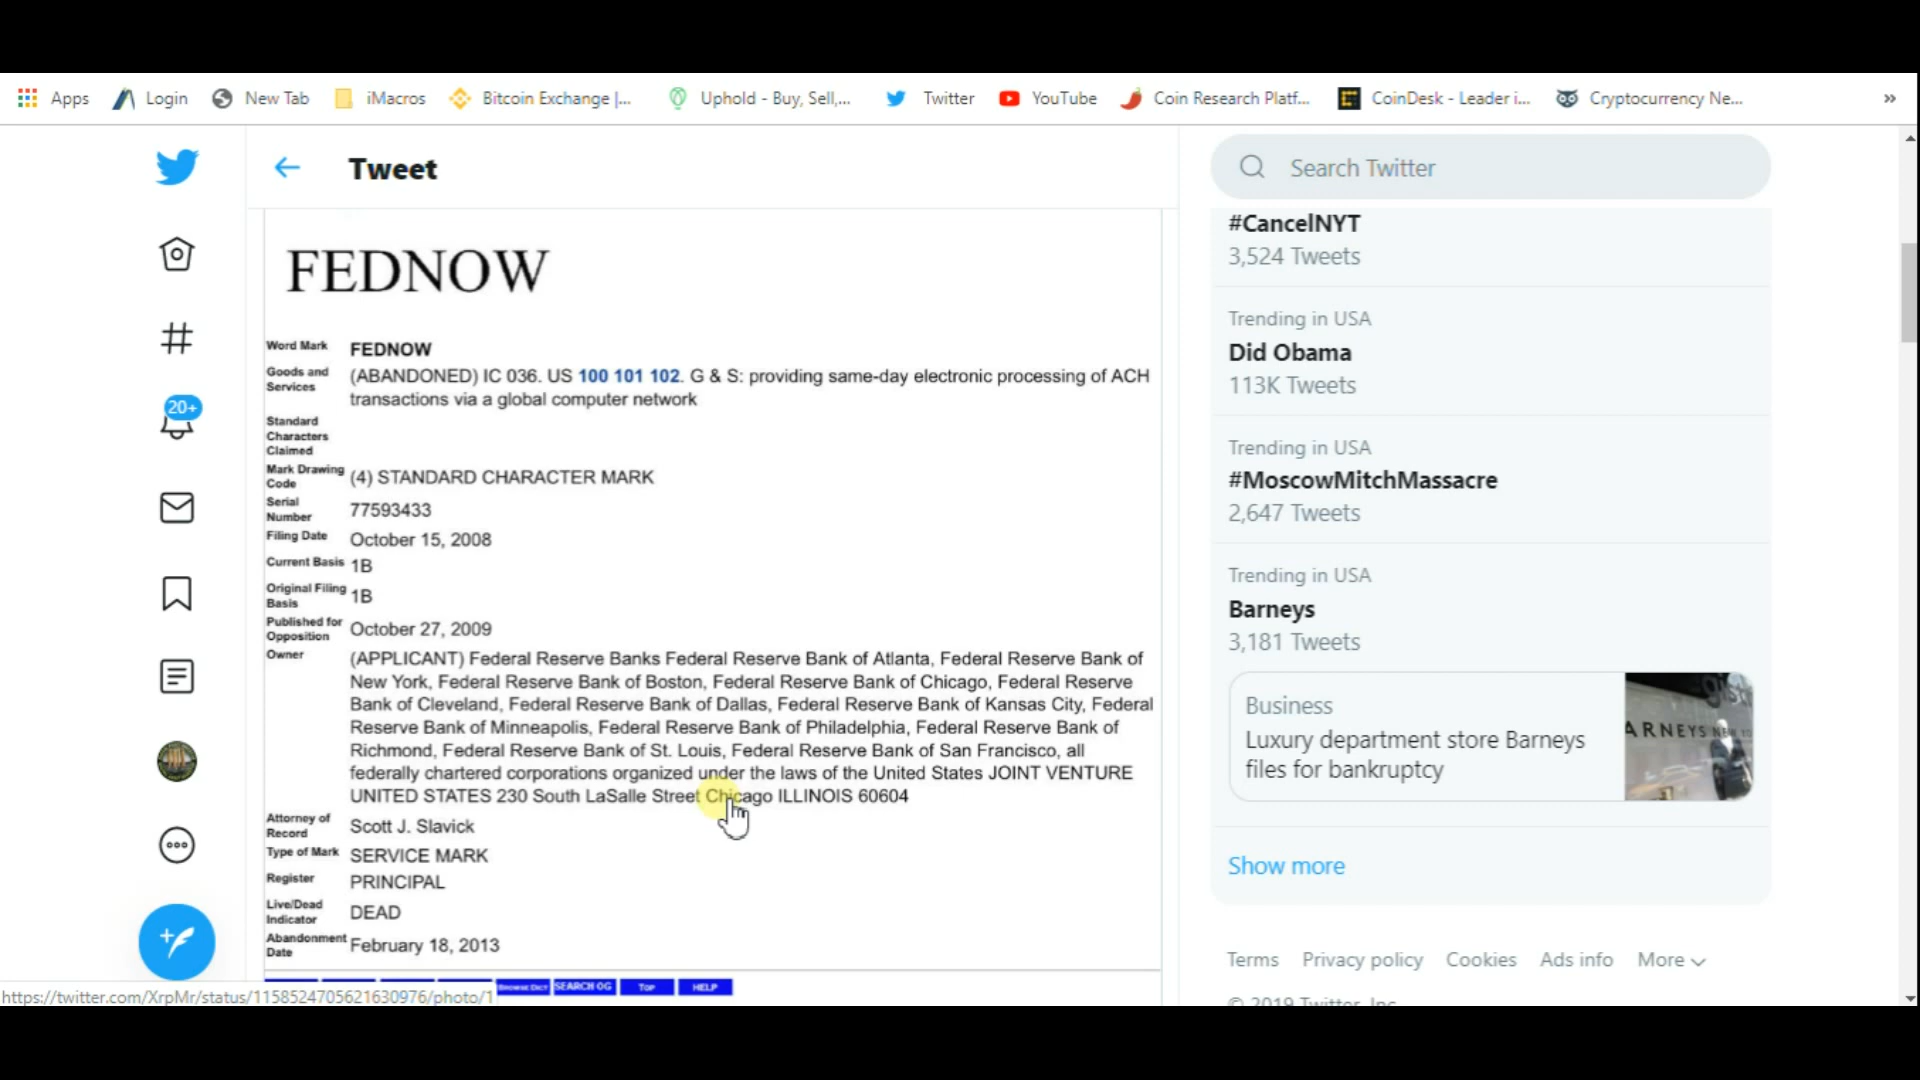 Apps Login New Tab iMacros Bitcoin Exchange |... Uphold - Buy, Sell,... Twitter YouTube Coin Research Platf... CoinDesk - Leader i... Cryptocurrency Ne... »
Tweet
FEDNOW
Word Mark FEDNOW
Goods and Services (ABANDONED) IC 036. US 100 101 102. G & S: providing same-day electronic processing of ACH
transactions via a global computer network
Standard
Characters
Claimed
Mark Drawing Code (4) STANDARD CHARACTER MARK
Serial Number 77593433
Filing Date October 15, 2008
Current Basis 1B
Original Filing Basis 1B
Published for Opposition October 27, 2009
Owner (APPLICANT) Federal Reserve Banks Federal Reserve Bank of Atlanta, Federal Reserve Bank of
New York, Federal Reserve Bank of Boston, Federal Reserve Bank of Chicago, Federal Reserve
Bank of Cleveland, Federal Reserve Bank of Dallas, Federal Reserve Bank of Kansas City, Federal
Reserve Bank of Minneapolis, Federal Reserve Bank of Philadelphia, Federal Reserve Bank of
Richmond, Federal Reserve Bank of St. Louis, Federal Reserve Bank of San Francisco, all
federally chartered corporations organized under the laws of the United States JOINT VENTURE
UNITED STATES 230 South LaSalle Street Chicago ILLINOIS 60604
Attorney of Record Scott J. Slavick
Type of Mark SERVICE MARK
Register PRINCIPAL
Live/Dead Indicator DEAD
Abandonment Date February 18, 2013
BROWSE DICT SEARCH OG TOP HELP
https://twitter.com/XrpMr/status/1158524705621630976/photo/1
20+
Search Twitter
#CancelNYT
3,524 Tweets
Trending in USA
Did Obama
113K Tweets
Trending in USA
#MoscowMitchMassacre
2,647 Tweets
Trending in USA
Barneys
3,181 Tweets
Business
Luxury department store Barneys
files for bankruptcy
ARNEYS NEW YO
Show more
Terms Privacy policy Cookies Ads info More
© 2019 Twitter, Inc.